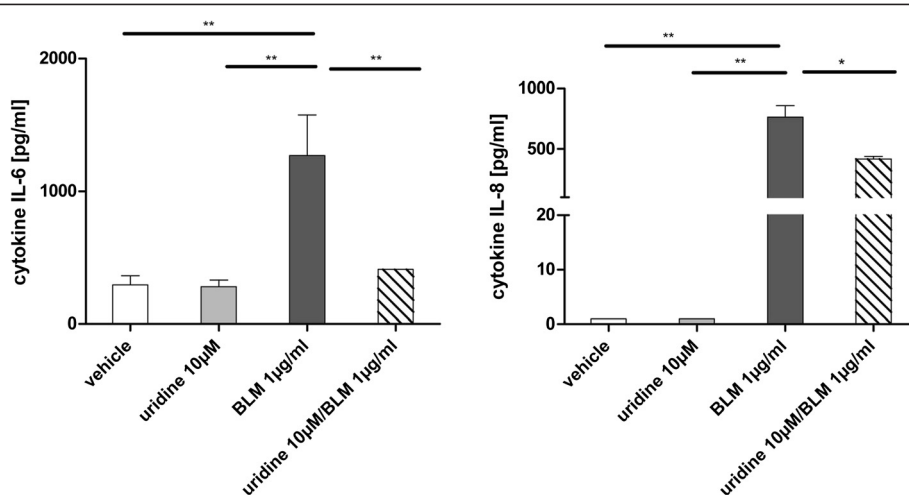 **
**
**
cytokine IL-6 [pg/ml]
2000
1000
0
vehicle
uridine 10µM
BLM 1µg/ml
uridine 10µM/BLM 1µg/ml
**
**
*
cytokine IL-8 [pg/ml]
1000
500
20
10
0
vehicle
uridine 10µM
BLM 1µg/ml
uridine 10µM/BLM 1µg/ml